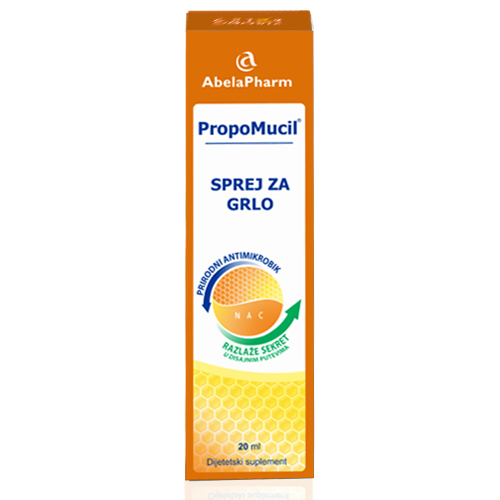 AbelaPharm
PropoMucil®
SPREJ ZA
GRLO
PRIRODNI ANTIMIKROBIK
NAC
RAZLAŽE SEKRET
U DISAJNIM PUTEVIMA
20 ml
Dijetetski suplement